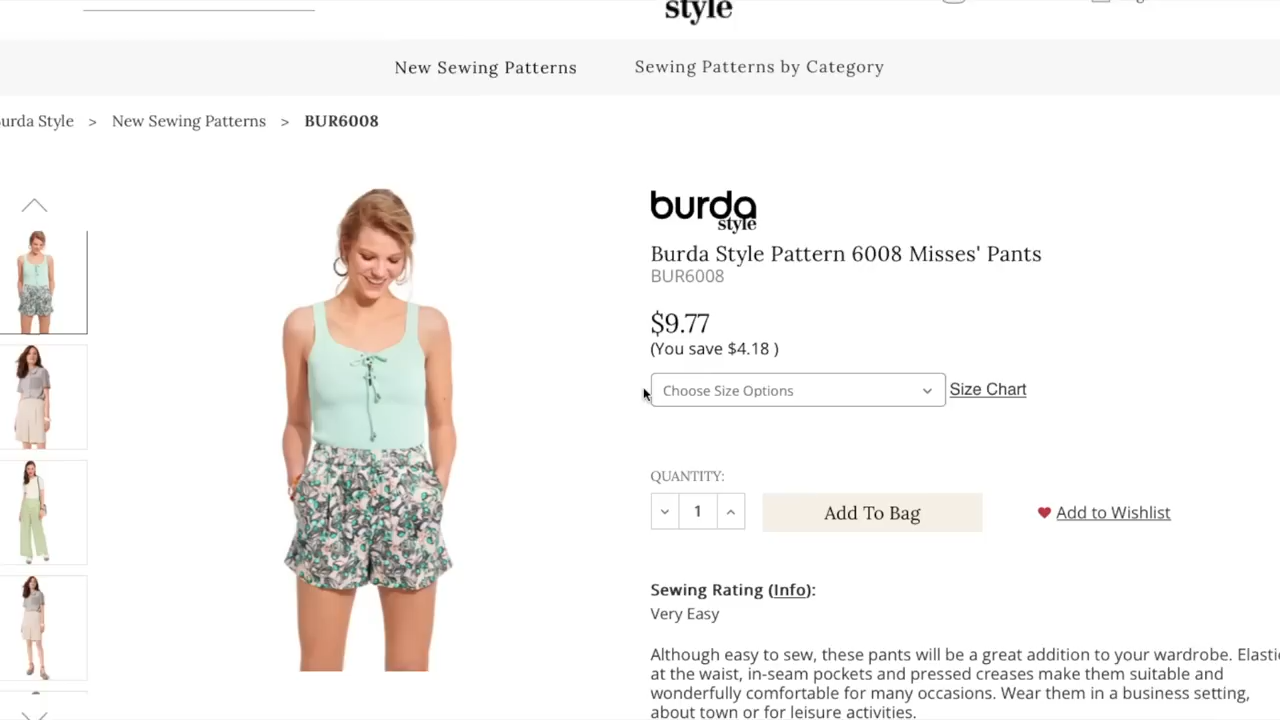 style
New Sewing Patterns
Sewing Patterns by Category
urda Style > New Sewing Patterns > BUR6008
burda
style
Burda Style Pattern 6008 Misses' Pants
BUR6008
$9.77
(You save $4.18 )
Choose Size Options
Size Chart
QUANTITY:
1
Add To Bag
Add to Wishlist
Sewing Rating (Info):
Very Easy
Although easy to sew, these pants will be a great addition to your wardrobe. Elasti
at the waist, in-seam pockets and pressed creases make them suitable and
wonderfully comfortable for many occasions. Wear them in a business setting,
about town or for leisure activities.